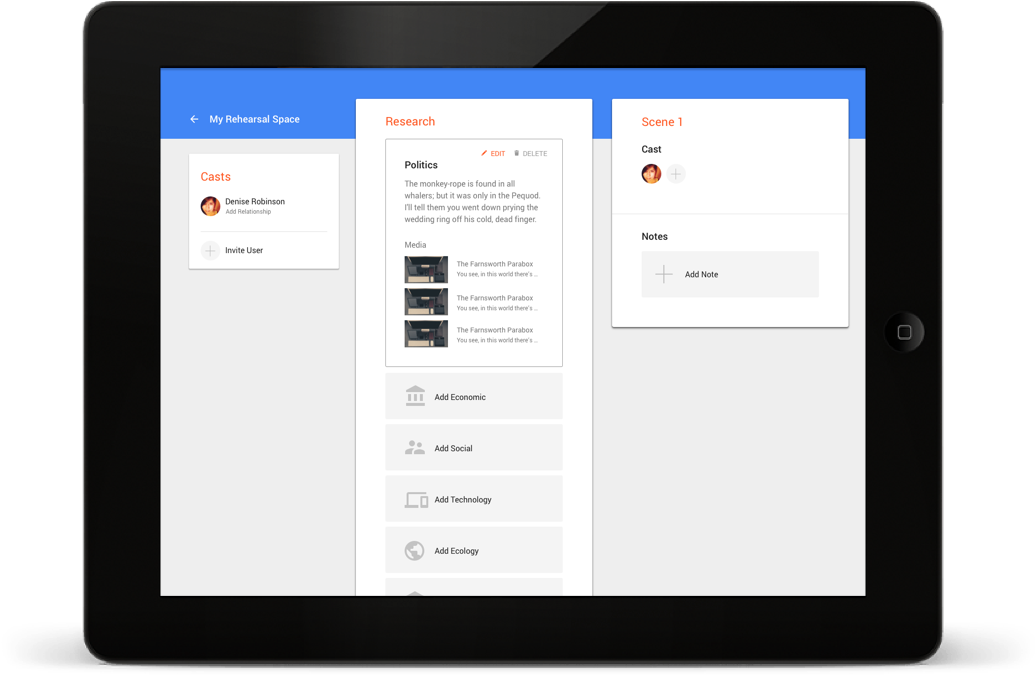 My Rehearsal Space
Casts
Denise Robinson
Add Relationship
Invite User
Research
EDIT
DELETE
Politics
The monkey-rope is found in all
whalers; but it was only in the Pequod.
I'll tell them you went down prying the
wedding ring off his cold, dead finger.
Media
The Farnsworth Parabox
You see, in this world there's ...
The Farnsworth Parabox
You see, in this world there's ...
The Farnsworth Parabox
You see, in this world there's ...
Add Economic
Add Social
Add Technology
Add Ecology
Scene 1
Cast
Notes
Add Note